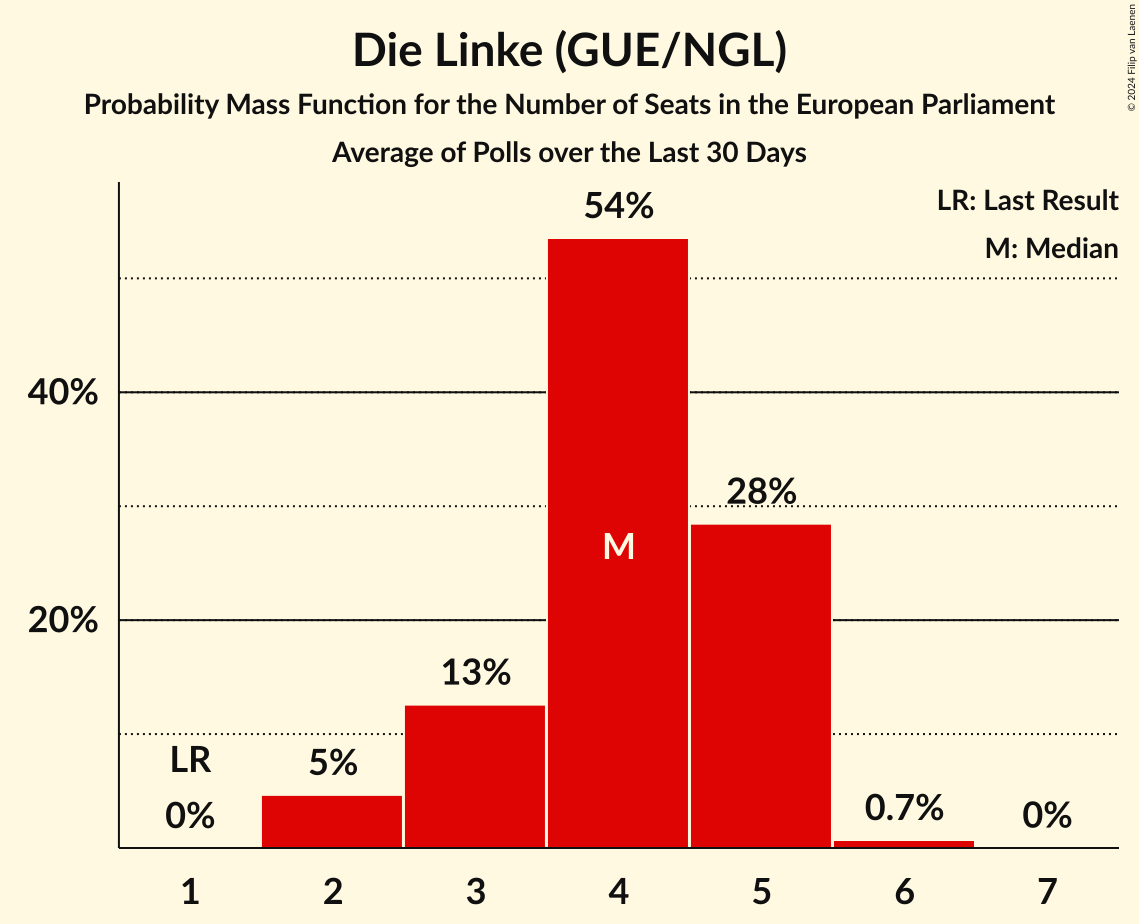 Die Linke (GUE/NGL)
Probability Mass Function for the Number of Seats in the European Parliament
Average of Polls over the Last 30 Days
© 2024 Filip van Laenen
LR: Last Result
M: Median
54%
40%
28%
M
20%
13%
LR
5%
0%
0.7%
0%
1 2 3 4 5 6 7